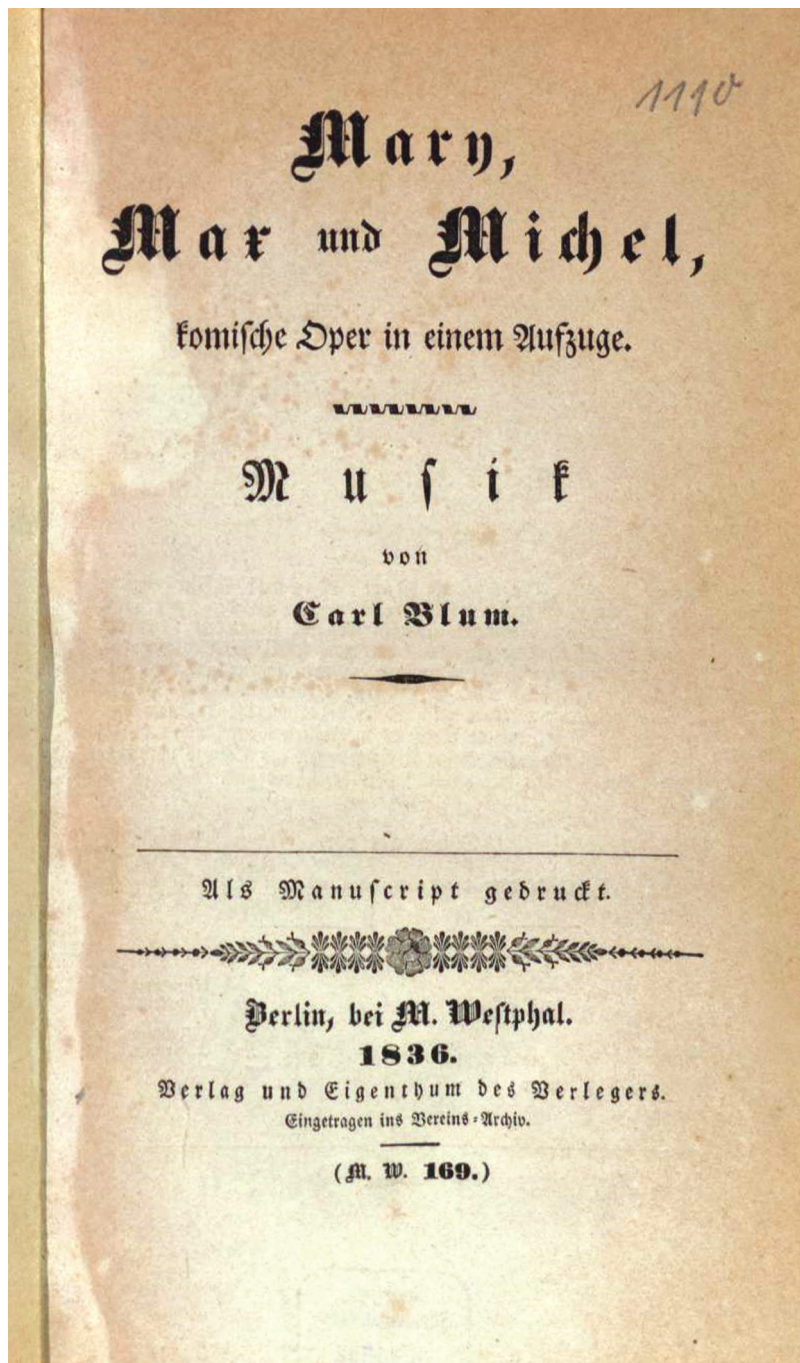 1110
Mary,
Max und Michel,
komische Oper in einem Aufzuge.
Musik
von
Carl Blum.
Als Manuscript gedruckt.
Berlin, bei M. Westphal.
1836.
Verlag und Eigenthum des Verlegers.
Eingetragen ins Vereins-Archiv.
(M. W. 169.)